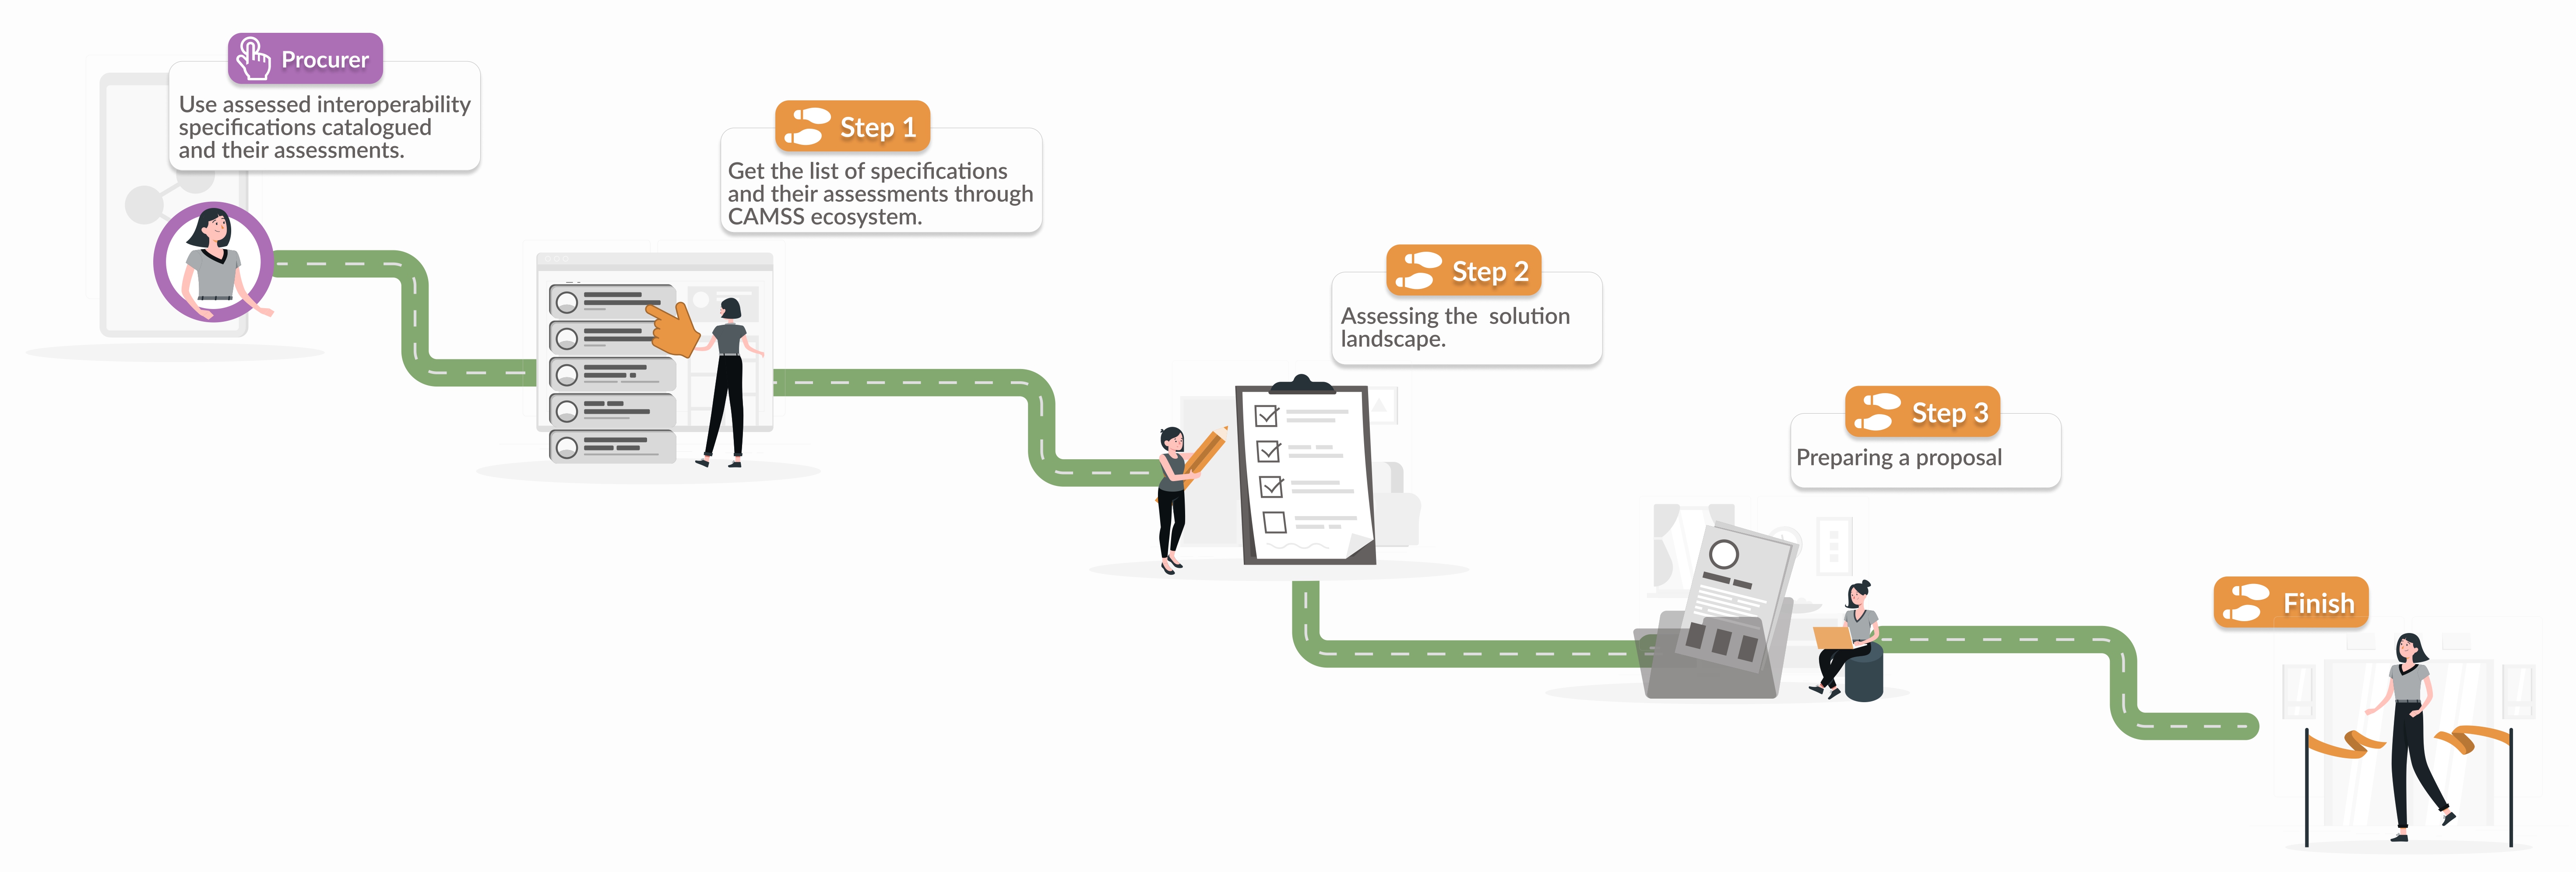 Procurer
Use assessed interoperability
specifications catalogued
and their assessments.
Step 1
Get the list of specifications
and their assessments through
CAMSS ecosystem.
Step 2
Assessing the  solution
landscape.
Step 3
Preparing a proposal
Finish